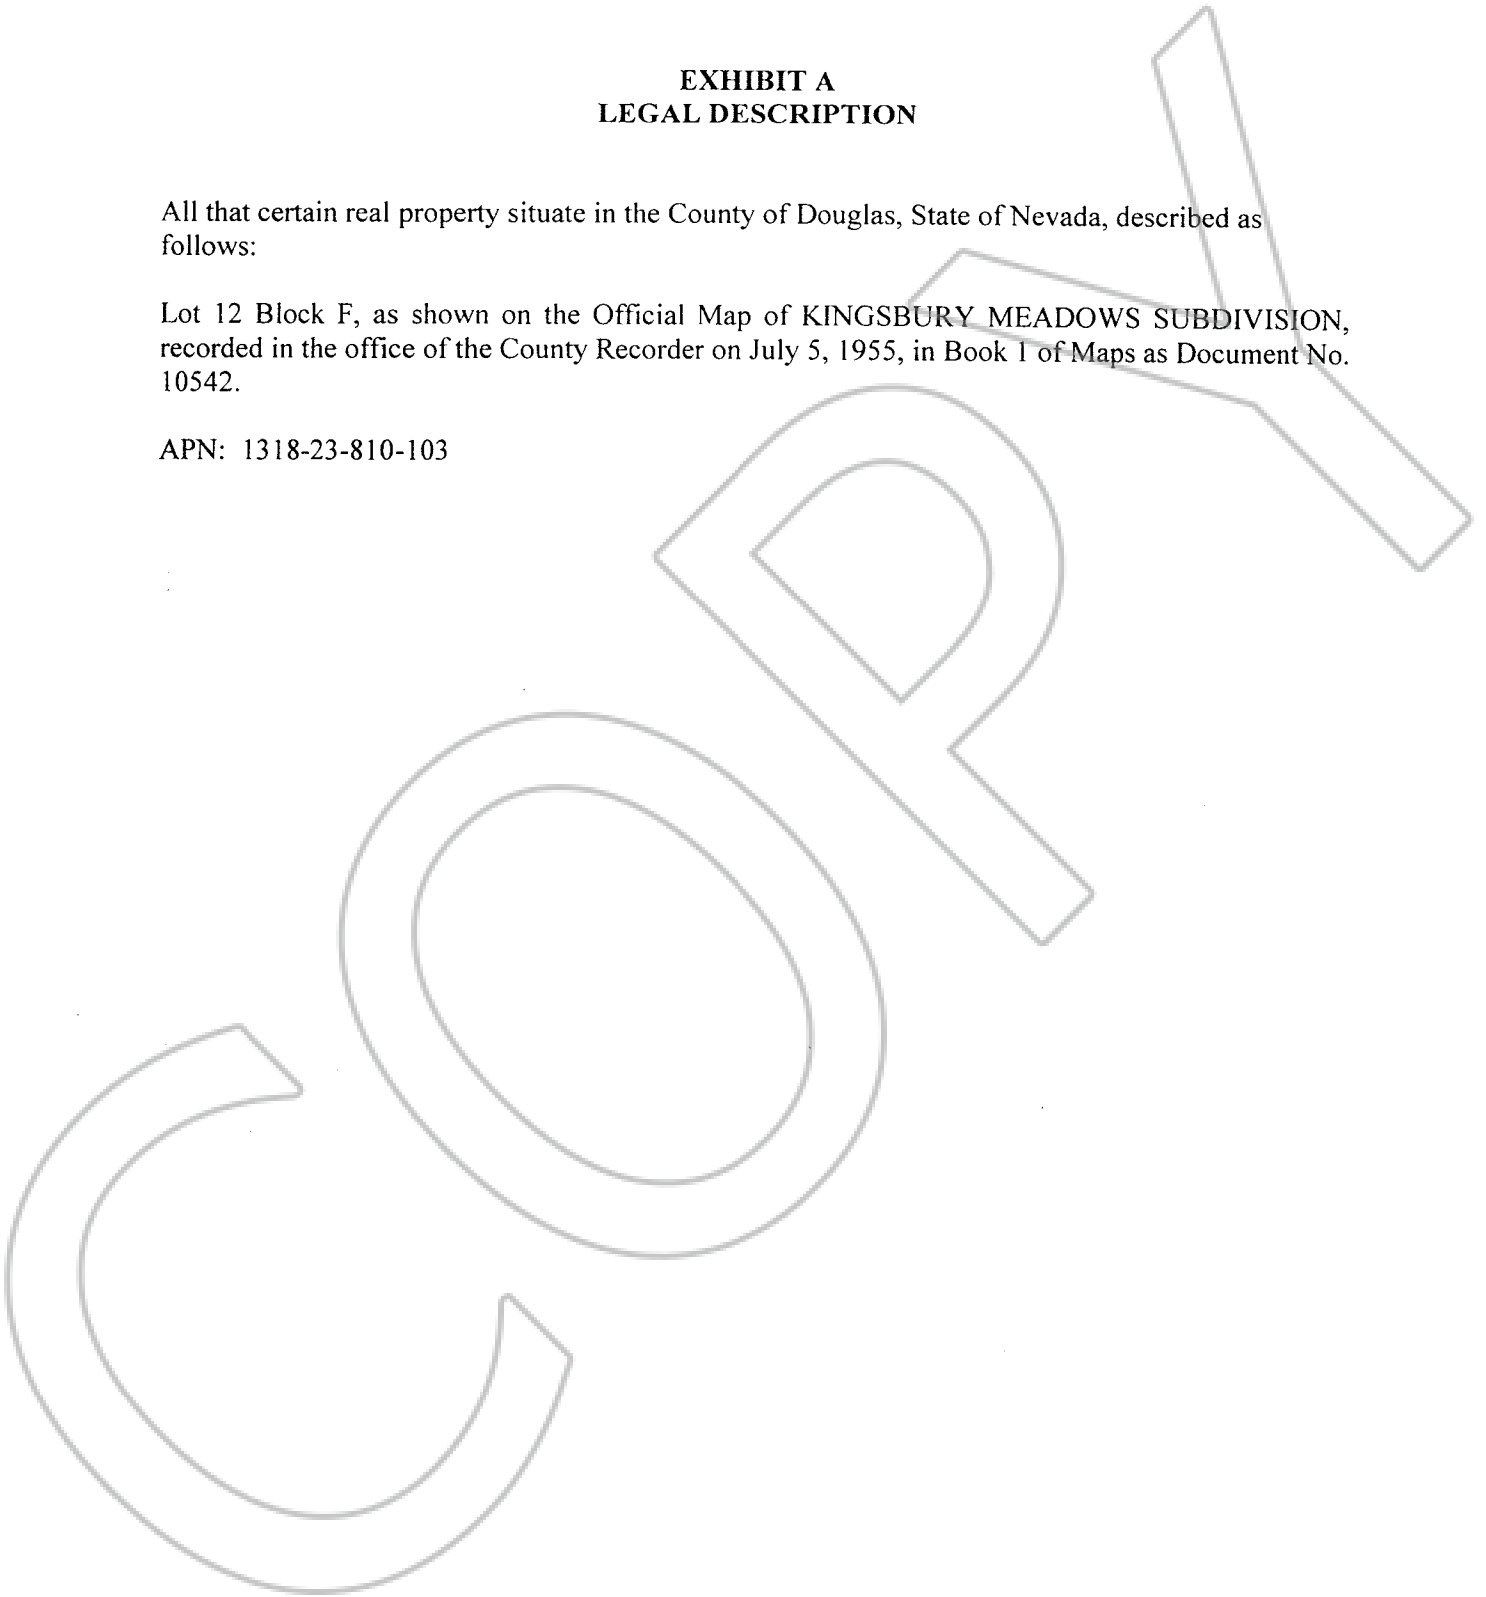 EXHIBIT A
LEGAL DESCRIPTION
All that certain real property situate in the County of Douglas, State of Nevada, described as
follows:
Lot 12 Block F, as shown on the Official Map of KINGSBURY MEADOWS SUBDIVISION,
recorded in the office of the County Recorder on July 5, 1955, in Book 1 of Maps as Document No.
10542.
APN: 1318-23-810-103
COPY